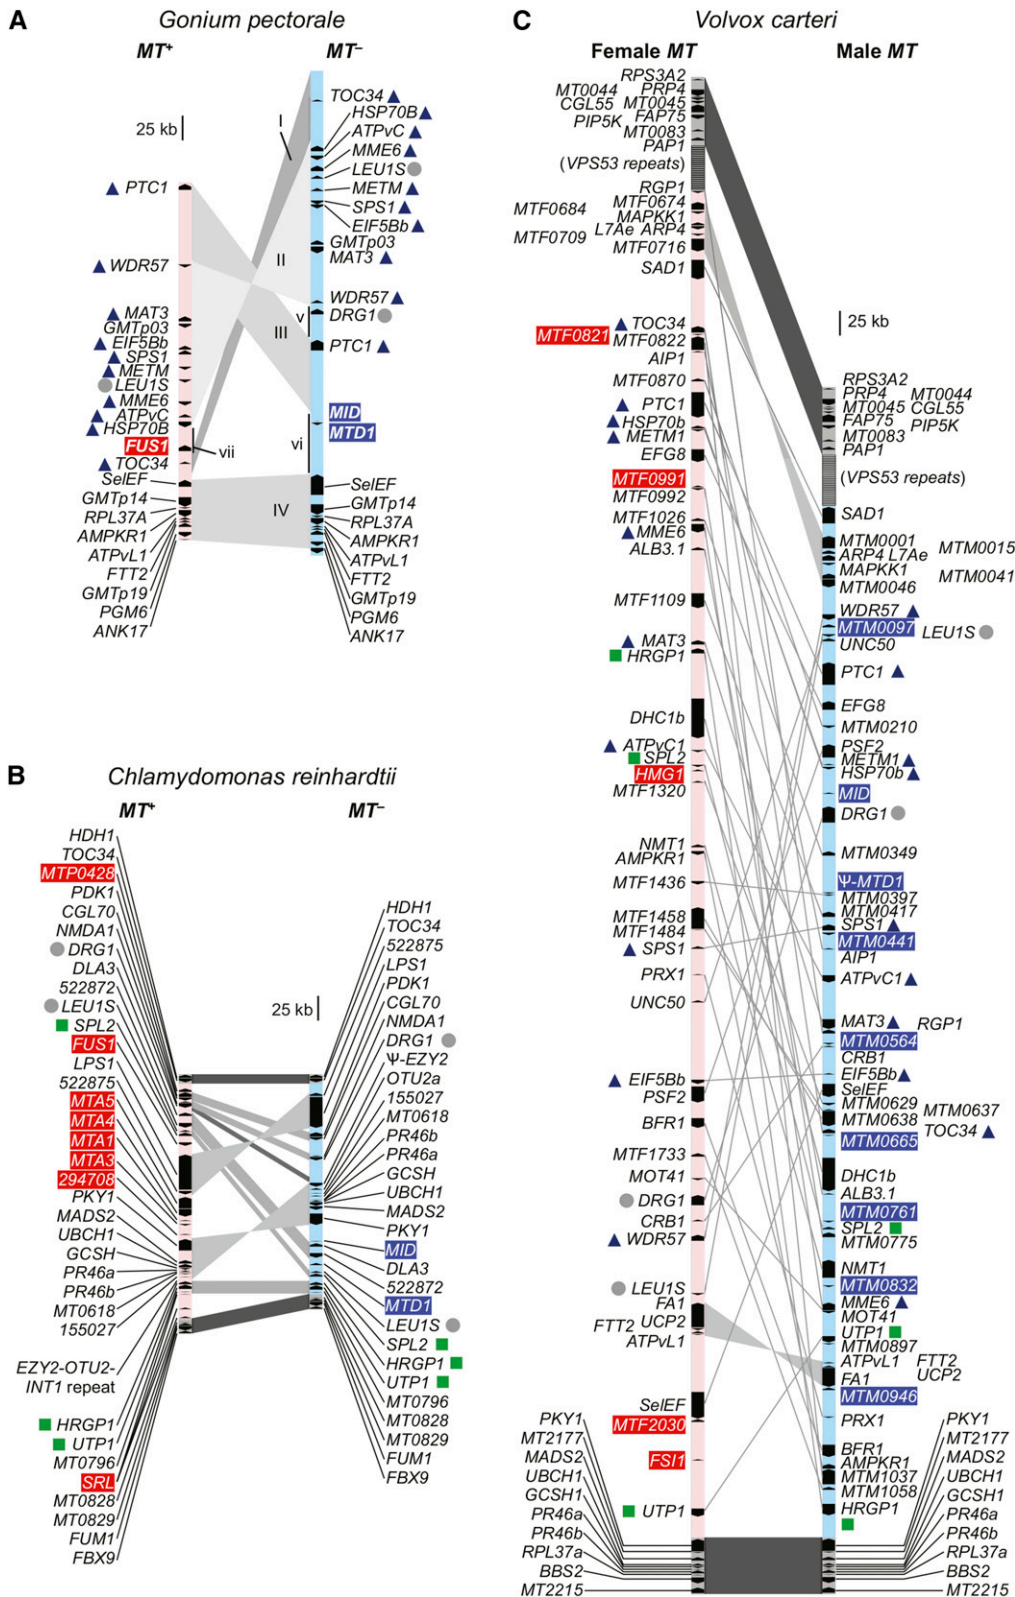 A
Gonium pectorale
MT+
MT−
25 kb
PTC1
WDR57
MAT3
GMTp03
EIF5Bb
SPS1
METM
LEU1S
MME6
ATPvC
HSP70B
FUS1
TOC34
SelEF
GMTp14
RPL37A
AMPKR1
ATPvL1
FTT2
GMTp19
PGM6
ANK17
I
II
III
IV
v
vi
vii
TOC34
HSP70B
ATPvC
MME6
LEU1S
METM
SPS1
EIF5Bb
GMTp03
MAT3
WDR57
DRG1
PTC1
MID
MTD1
SelEF
GMTp14
RPL37A
AMPKR1
ATPvL1
FTT2
GMTp19
PGM6
ANK17
B
Chlamydomonas reinhardtii
MT+
MT−
25 kb
HDH1
TOC34
MTP0428
PDK1
CGL70
NMDA1
DRG1
DLA3
522872
LEU1S
SPL2
FUS1
LPS1
522875
MTA5
MTA4
MTA1
MTA3
294708
PKY1
MADS2
UBCH1
GCSH
PR46a
PR46b
MT0618
155027
EZY2-OTU2-
INT1 repeat
HRGP1
UTP1
MT0796
SRL
MT0828
MT0829
FUM1
FBX9
HDH1
TOC34
522875
LPS1
PDK1
CGL70
NMDA1
DRG1
Ψ-EZY2
OTU2a
155027
MT0618
PR46b
PR46a
GCSH
UBCH1
MADS2
PKY1
MID
DLA3
522872
MTD1
LEU1S
SPL2
HRGP1
UTP1
MT0796
MT0828
MT0829
FUM1
FBX9
C
Volvox carteri
Female MT
Male MT
25 kb
RPS3A2
MT0044 PRP4
CGL55 MT0045
FAP75
PIP5K
MT0083
PAP1
(VPS53 repeats)
RGP1
MTF0674
MTF0684
MAPKK1
L7Ae ARP4
MTF0709
MTF0716
SAD1
TOC34
MTF0821
MTF0822
AIP1
MTF0870
PTC1
HSP70b
METM1
EFG8
MTF0991
MTF0992
MTF1026
MME6
ALB3.1
MTF1109
MAT3
HRGP1
DHC1b
ATPvC1
SPL2
HMG1
MTF1320
NMT1
AMPKR1
MTF1436
MTF1458
MTF1484
SPS1
PRX1
UNC50
EIF5Bb
PSF2
BFR1
MTF1733
MOT41
DRG1
CRB1
WDR57
LEU1S
FA1
UCP2
FTT2
ATPvL1
SelEF
MTF2030
FSI1
UTP1
PKY1
MT2177
MADS2
UBCH1
GCSH1
PR46a
PR46b
RPL37a
BBS2
MT2215
RPS3A2
PRP4 MT0044
MT0045 CGL55
FAP75
PIP5K
MT0083
PAP1
(VPS53 repeats)
SAD1
MTM0001
ARP4 L7Ae MTM0015
MAPKK1
MTM0041
MTM0046
WDR57
MTM0097 LEU1S
UNC50
PTC1
EFG8
MTM0210
PSF2
METM1
HSP70b
MID
DRG1
MTM0349
Ψ-MTD1
MTM0397
MTM0417
SPS1
MTM0441
AIP1
ATPvC1
MAT3 RGP1
MTM0564
CRB1
EIF5Bb
SelEF
MTM0629
MTM0637
MTM0638
TOC34
MTM0665
DHC1b
ALB3.1
MTM0761
SPL2
MTM0775
NMT1
MTM0832
MME6
MOT41
UTP1
MTM0897
ATPvL1 FTT2
FA1 UCP2
MTM0946
PRX1
BFR1
AMPKR1
MTM1037
MTM1058
HRGP1
PKY1
MT2177
MADS2
UBCH1
GCSH1
PR46a
PR46b
RPL37a
BBS2
MT2215